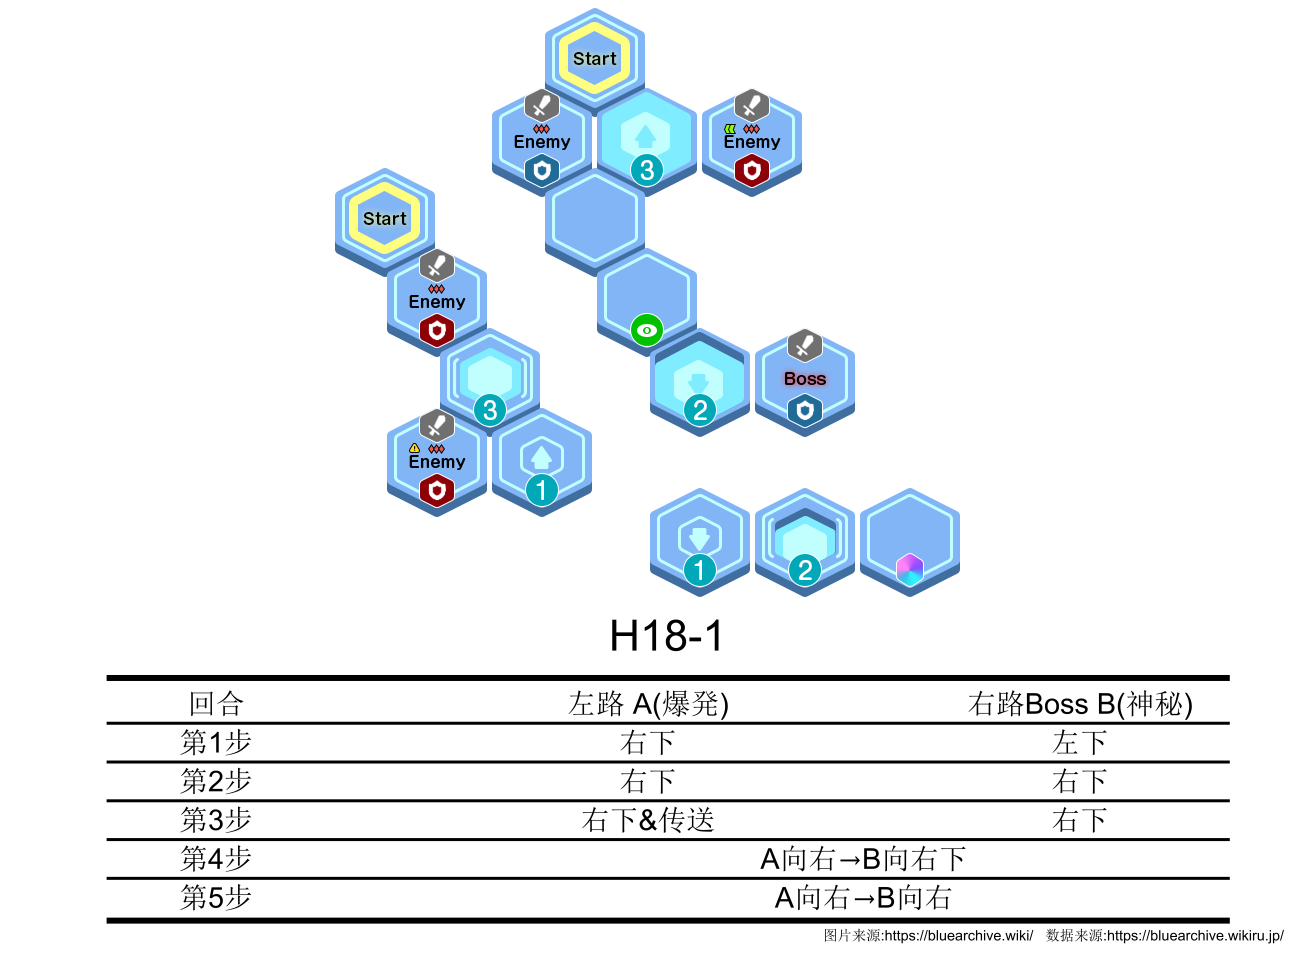 Start
Enemy
3
Enemy
Start
Enemy
3
Enemy
1
2
Boss
1
2
H18-1
回合 左路 A(爆発) 右路Boss B(神秘)
第1步 右下 左下
第2步 右下 右下
第3步 右下&传送 右下
第4步 A向右→B向右下
第5步 A向右→B向右
图片来源:https://bluearchive.wiki/ 数据来源:https://bluearchive.wikiru.jp/